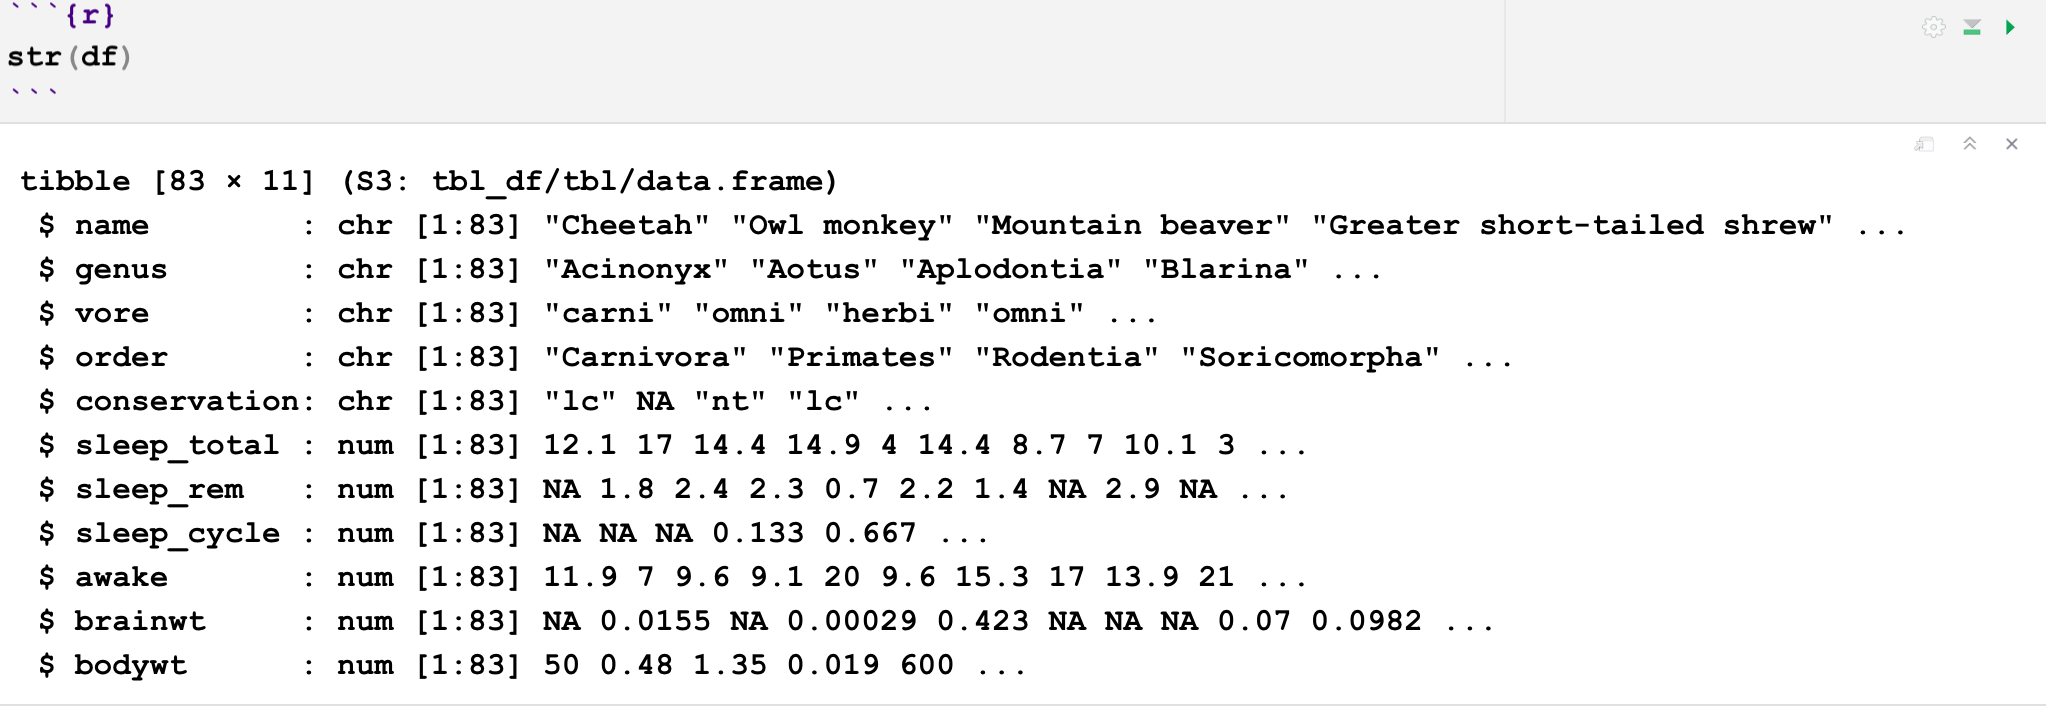 ```{r}
str(df)
```
tibble [83 × 11] (S3: tbl_df/tbl/data.frame)
 $ name        : chr [1:83] "Cheetah" "Owl monkey" "Mountain beaver" "Greater short-tailed shrew" ...
 $ genus       : chr [1:83] "Acinonyx" "Aotus" "Aplodontia" "Blarina" ...
 $ vore        : chr [1:83] "carni" "omni" "herbi" "omni" ...
 $ order       : chr [1:83] "Carnivora" "Primates" "Rodentia" "Soricomorpha" ...
 $ conservation: chr [1:83] "lc" NA "nt" "lc" ...
 $ sleep_total : num [1:83] 12.1 17 14.4 14.9 4 14.4 8.7 7 10.1 3 ...
 $ sleep_rem   : num [1:83] NA 1.8 2.4 2.3 0.7 2.2 1.4 NA 2.9 NA ...
 $ sleep_cycle : num [1:83] NA NA NA 0.133 0.667 ...
 $ awake       : num [1:83] 11.9 7 9.6 9.1 20 9.6 15.3 17 13.9 21 ...
 $ brainwt     : num [1:83] NA 0.0155 NA 0.00029 0.423 NA NA NA 0.07 0.0982 ...
 $ bodywt      : num [1:83] 50 0.48 1.35 0.019 600 ...